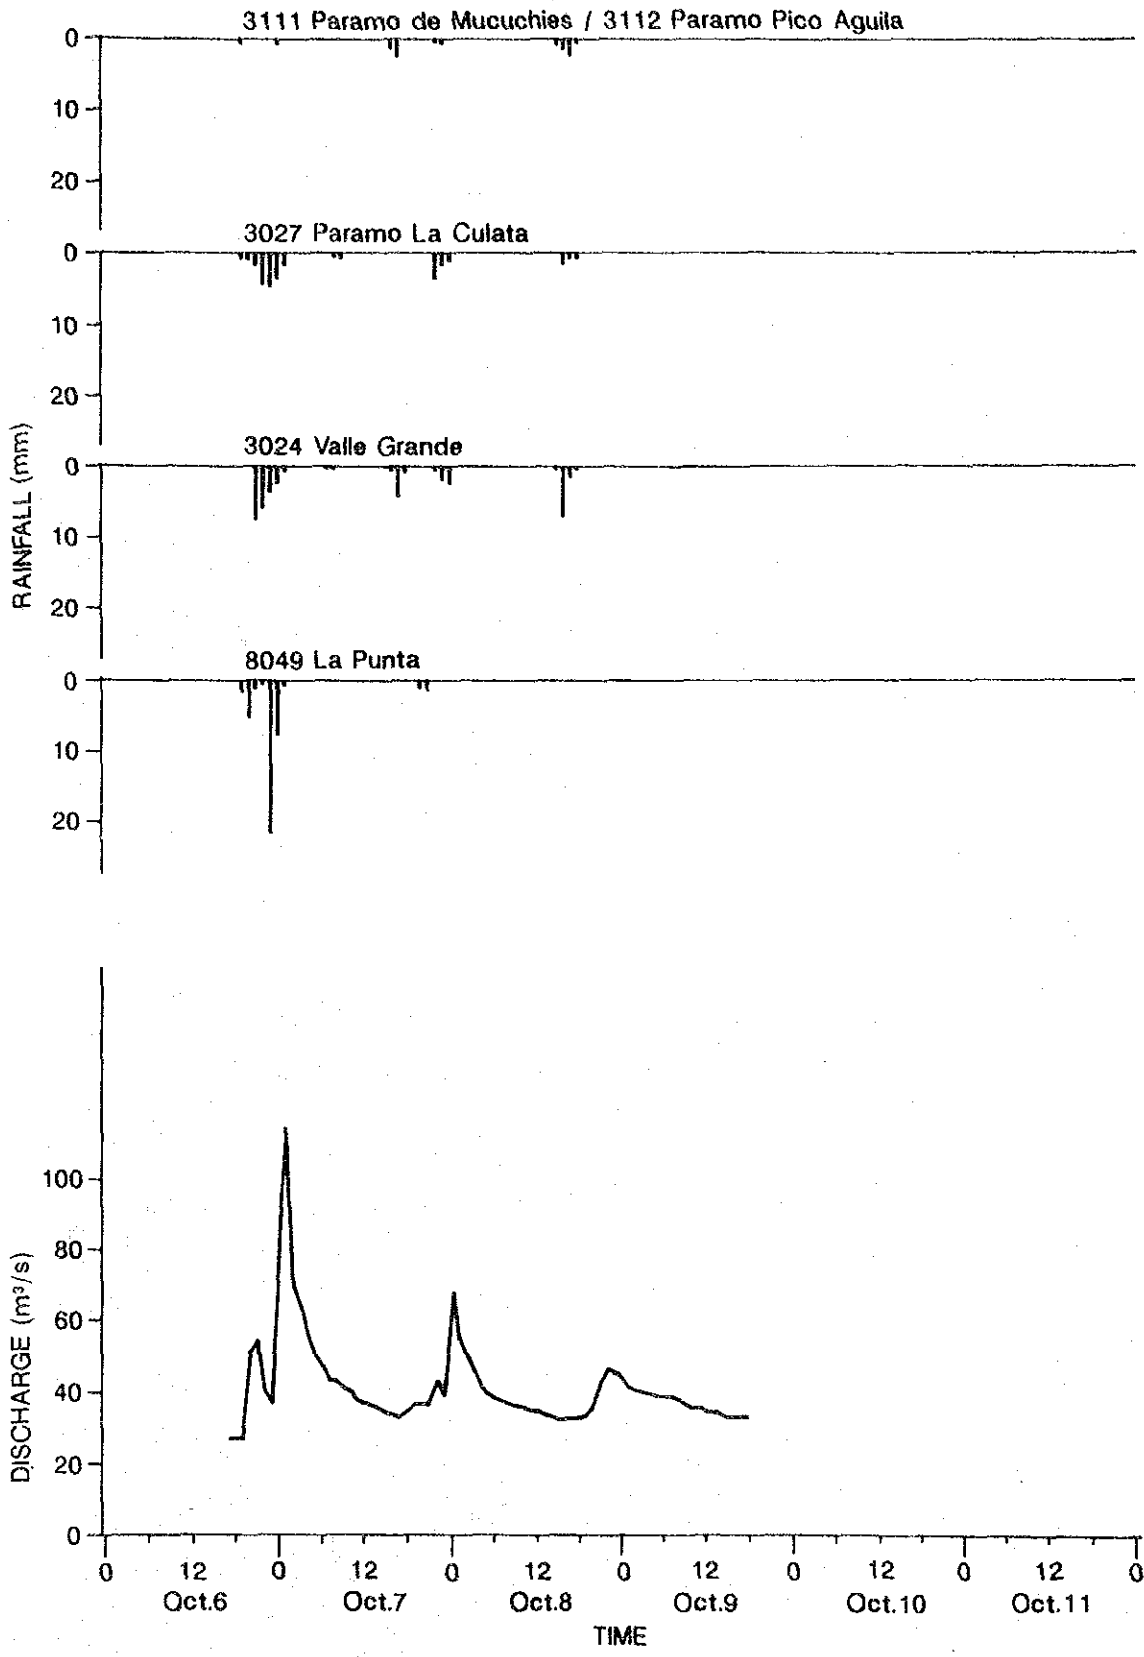 3111 Paramo de Mucuchies / 3112 Paramo Pico Aguila
0
10
20
3027 Paramo La Culata
0
10
20
3024 Valle Grande
0
10
20
RAINFALL (mm)
8049 La Punta
0
10
20
100
80
60
40
20
0
DISCHARGE (m³/s)
0 12 0 12 0 12 0 12 0 12 0 12 0
Oct.6 Oct.7 Oct.8 Oct.9 Oct.10 Oct.11
TIME